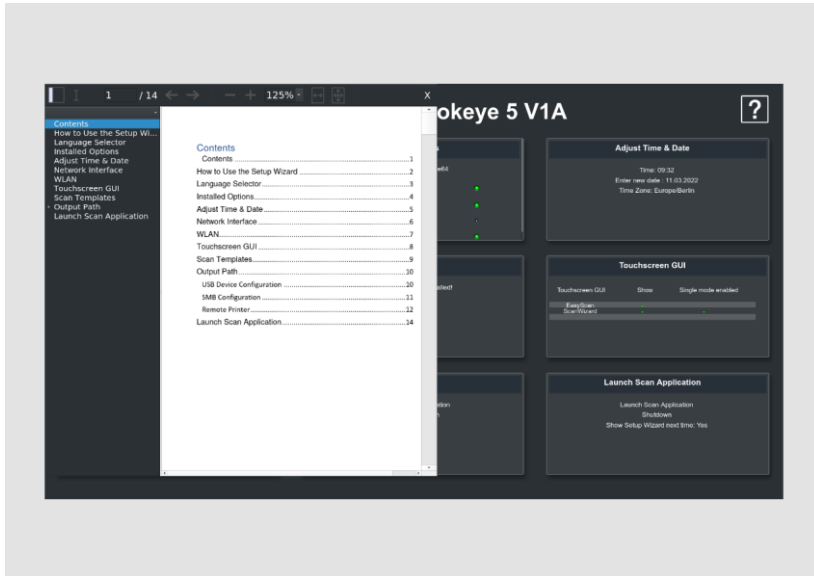 1 / 14 125% X
Contents
How to Use the Setup Wi...
Language Selector
Installed Options
Adjust Time & Date
Network Interface
WLAN
Touchscreen GUI
Scan Templates
Output Path
Launch Scan Application
Contents
Contents ........ 1
How to Use the Setup Wizard ........ 2
Language Selector ........ 3
Installed Options ........ 4
Adjust Time & Date ........ 5
Network Interface ........ 6
WLAN ........ 7
Touchscreen GUI ........ 8
Scan Templates ........ 9
Output Path ........ 10
USB Device Configuration ........ 10
SMB Configuration ........ 11
Remote Printer ........ 12
Launch Scan Application ........ 14
okeye 5 V1A
?
Adjust Time & Date
Time: 09:32
Enter new date : 11.03.2022
Time Zone: Europe/Berlin
Touchscreen GUI
Touchscreen GUI Show Single mode enabled
EasyScan
ScanWizard
Launch Scan Application
Launch Scan Application
Shutdown
Show Setup Wizard next time: Yes